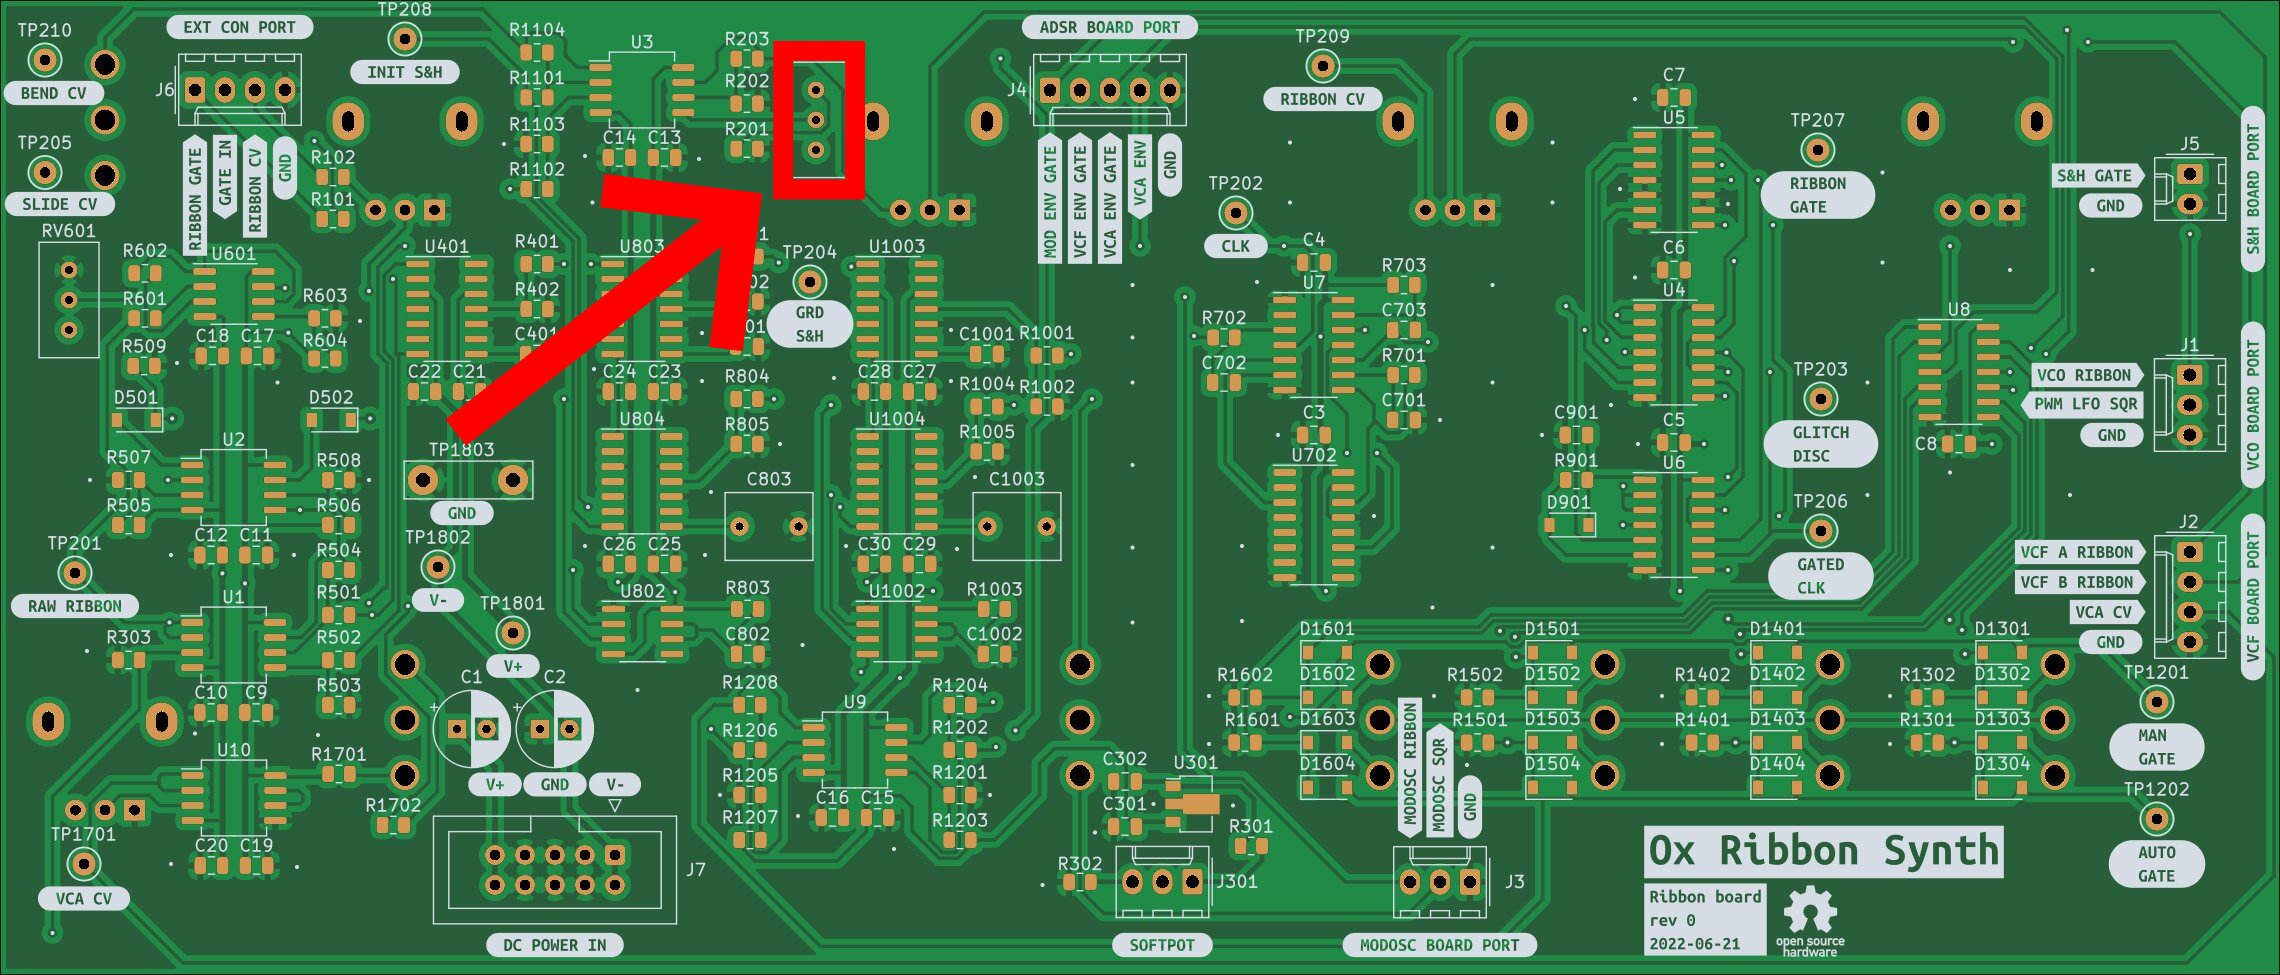 TP210
EXT CON PORT
TP208
R1104
U3
R203
ADSR BOARD PORT
TP209
INIT S&H
BEND CV
J6
R1101
R202
J4
RIBBON CV
C7
U5
TP207
TP205
R1103
R201
C14
C13
R102
R1102
RIBBON GATE
GATE IN
RIBBON CV
GND
MOD ENV GATE
VCF ENV GATE
VCA ENV GATE
VCA ENV
GND
J5
S&H GATE
GND
S&H BOARD PORT
SLIDE CV
R101
TP202
RIBBON
GATE
RV601
R602
U601
U401
R401
U803
TP204
U1003
CLK
C4
C6
R601
R603
R402
GRD
S&H
U7
R703
U4
U8
C18
C17
R604
C401
C1001
R1001
R702
C703
R509
C22
C21
C24
C23
R804
C28
C27
C702
R701
TP203
J1
VCO RIBBON
PWM LFO SQR
GND
VCO BOARD PORT
D501
D502
U804
R805
U1004
R1004
R1002
C3
C701
C901
C5
GLITCH
DISC
C8
U2
TP1803
R1005
U702
U6
R507
R508
C803
C1003
R901
R505
R506
GND
D901
TP206
J2
TP201
C12
C11
TP1802
C26
C25
C30
C29
R504
GATED
CLK
VCF A RIBBON
VCF B RIBBON
VCA CV
GND
VCF BOARD PORT
RAW RIBBON
U1
R501
V-
TP1801
U802
R803
U1002
R1003
R303
R502
V+
C802
C1002
D1601
D1501
D1401
D1301
C10
C9
R503
C1
C2
R1208
R1204
R1602
D1602
R1502
D1502
R1402
D1402
R1302
D1302
TP1201
U9
R1206
R1202
R1601
D1603
R1501
D1503
R1401
D1403
R1301
D1303
MAN
GATE
U10
R1701
V+
GND
V-
R1205
R1201
C302
U301
D1604
MODOSC RIBBON
MODOSC SQR
GND
D1504
D1404
D1304
TP1202
R1702
C16
C15
C301
R1207
R1203
R301
TP1701
C20
C19
J7
R302
J301
J3
Ox Ribbon Synth
AUTO
GATE
VCA CV
Ribbon board
rev 0
2022-06-21
DC POWER IN
SOFTPOT
MODOSC BOARD PORT
open source
hardware